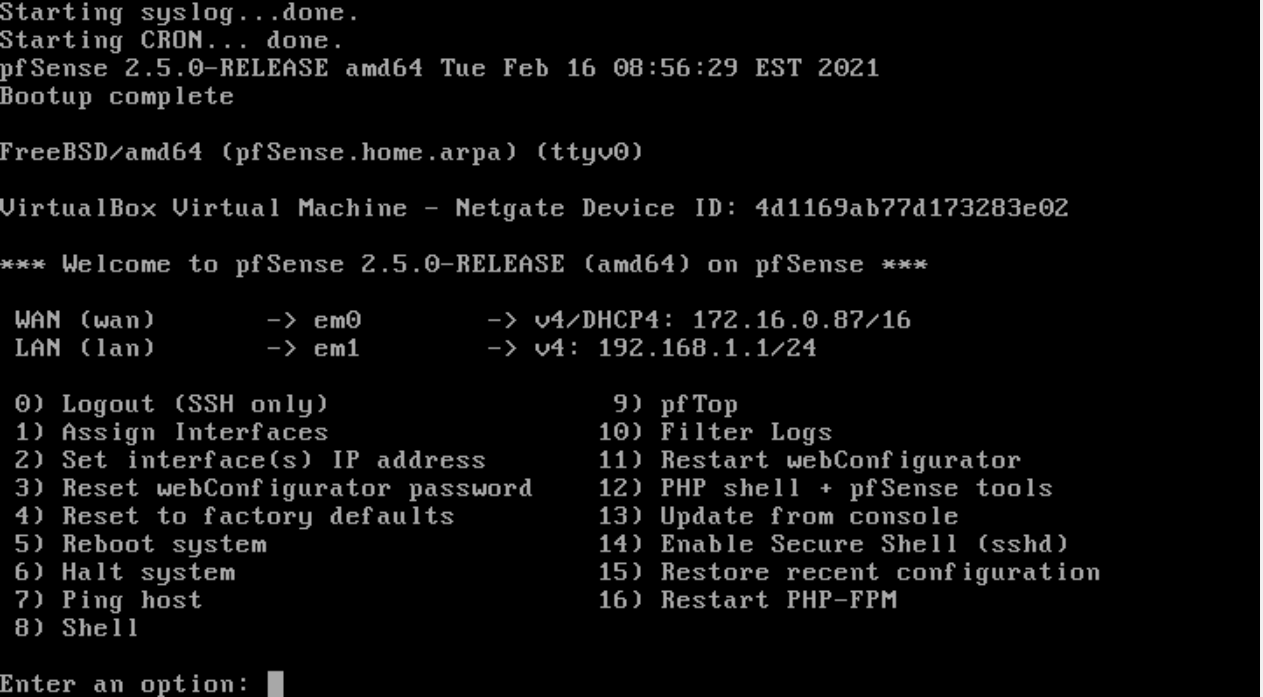 Starting syslog...done.
Starting CRON... done.
pfSense 2.5.0-RELEASE amd64 Tue Feb 16 08:56:29 EST 2021
Bootup complete
FreeBSD/amd64 (pfSense.home.arpa) (ttyv0)
VirtualBox Virtual Machine - Netgate Device ID: 4d1169ab77d173283e02
*** Welcome to pfSense 2.5.0-RELEASE (amd64) on pfSense ***
WAN (wan)       -> em0        -> v4/DHCP4: 172.16.0.87/16
LAN (lan)       -> em1        -> v4: 192.168.1.1/24
0) Logout (SSH only)                  9) pfTop
1) Assign Interfaces                 10) Filter Logs
2) Set interface(s) IP address       11) Restart webConfigurator
3) Reset webConfigurator password    12) PHP shell + pfSense tools
4) Reset to factory defaults         13) Update from console
5) Reboot system                     14) Enable Secure Shell (sshd)
6) Halt system                       15) Restore recent configuration
7) Ping host                         16) Restart PHP-FPM
8) Shell
Enter an option: